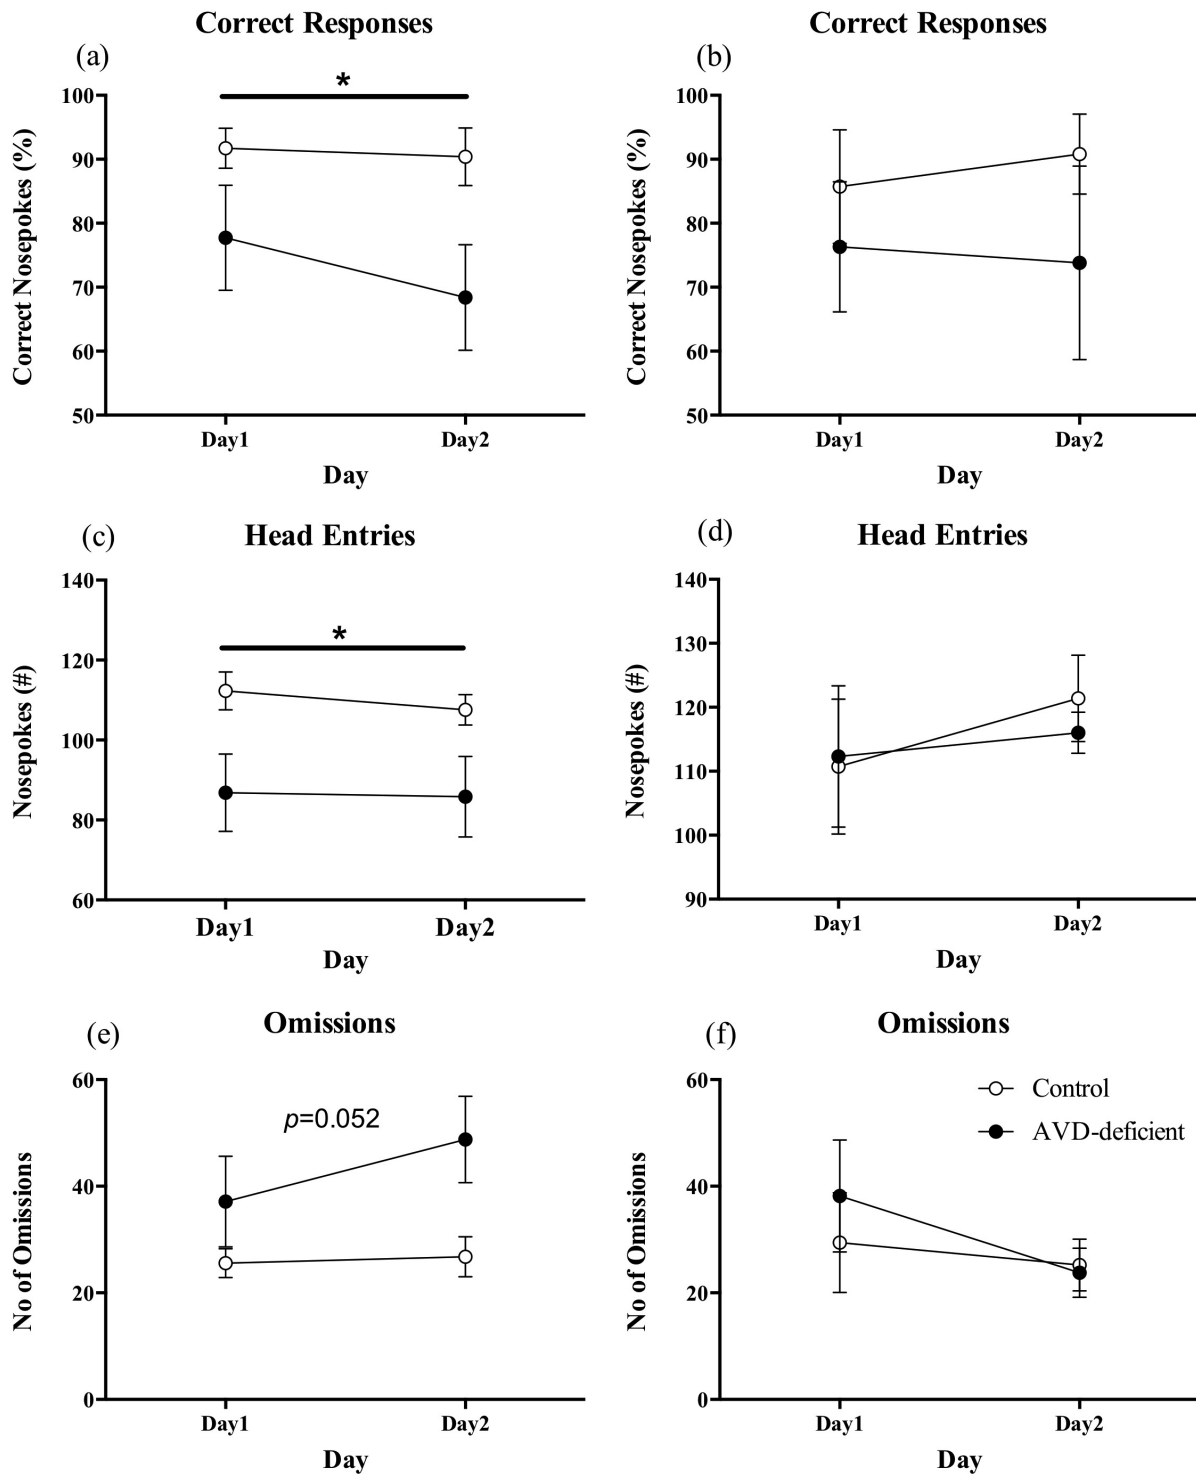 Correct Responses
(a)
*
Correct Nosepokes (%)
100
90
80
70
60
50
Day1 Day2
Day
Correct Responses
(b)
Correct Nosepokes (%)
100
90
80
70
60
50
Day1 Day2
Day
Head Entries
(c)
*
Nosepokes (#)
140
120
100
80
60
Day1 Day2
Day
Head Entries
(d)
Nosepokes (#)
140
130
120
110
100
90
Day1 Day2
Day
Omissions
(e)
p=0.052
No of Omissions
60
40
20
0
Day1 Day2
Day
Omissions
(f)
Control
AVD-deficient
No of Omissions
60
40
20
0
Day1 Day2
Day